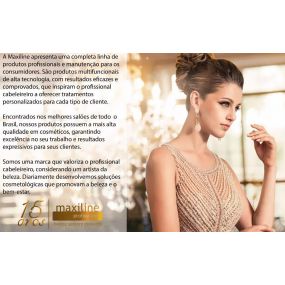 A Maxiline apresenta uma completa linha de
produtos profissionais e manutenção para os
consumidores. São produtos multifuncionais
de alta tecnologia, com resultados eficazes e
comprovados, que inspiram o profissional
cabeleireiro a oferecer tratamentos
personalizados para cada tipo de cliente.
Encontrados nos melhores salões de todo o
Brasil, nossos produtos possuem a mais alta
qualidade em cosméticos, garantindo
excelência no seu trabalho e resultados
expressivos para seus clientes.
Somos uma marca que valoriza o profissional
cabeleireiro, considerando um artista da
beleza. Diariamente desenvolvemos soluções
cosmetológicas que promovam a beleza e o
bem-estar.
15 anos
maxiline